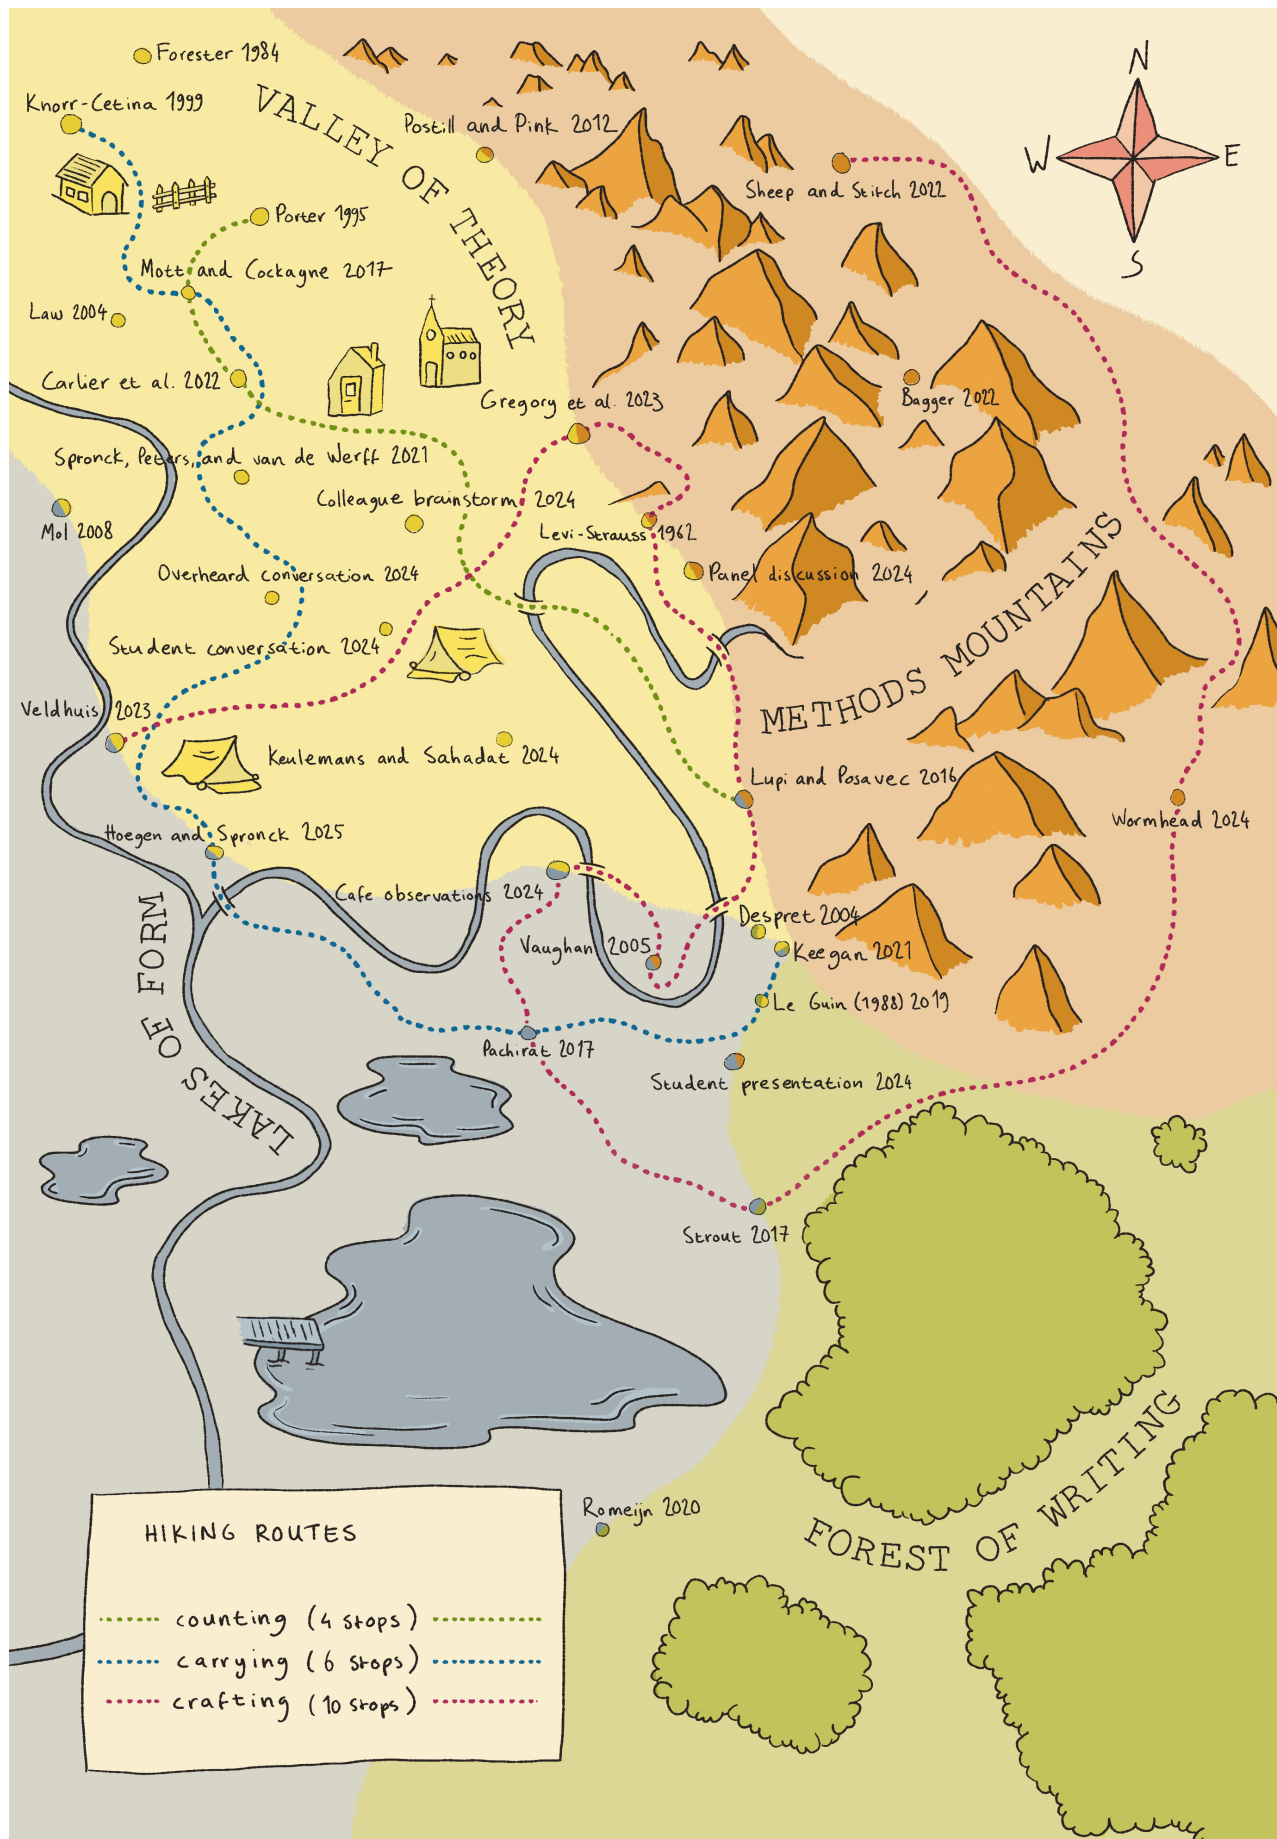 Forester 1984
N
Knorr-Cetina 1999
VALLEY OF THEORY
Postill and Pink 2012
W
E
Sheep and Stitch 2022
Porter 1995
S
Mott and Cockagne 2017
Law 2004
Carlier et al. 2022
Gregory et al. 2023
Bagger 2022
Spronck, Peters, and van de Werff 2021
Colleague brainstorm 2024
Mol 2008
Levi-Strauss 1962
Overheard conversation 2024
Panel discussion 2024
Student conversation 2024
METHODS MOUNTAINS
Veldhuis 2023
Keulemans and Sahadat 2024
Lupi and Posavec 2016
Wormhead 2024
Hoegen and Spronck 2025
Cafe observations 2024
Despret 2004
Vaughan 2005
Keegan 2021
LAKES OF FORM
Le Guin (1988) 2019
Pachirat 2017
Student presentation 2024
Strout 2017
Romeijn 2020
FOREST OF WRITING
HIKING ROUTES
counting (4 stops)
carrying (6 stops)
crafting (10 stops)